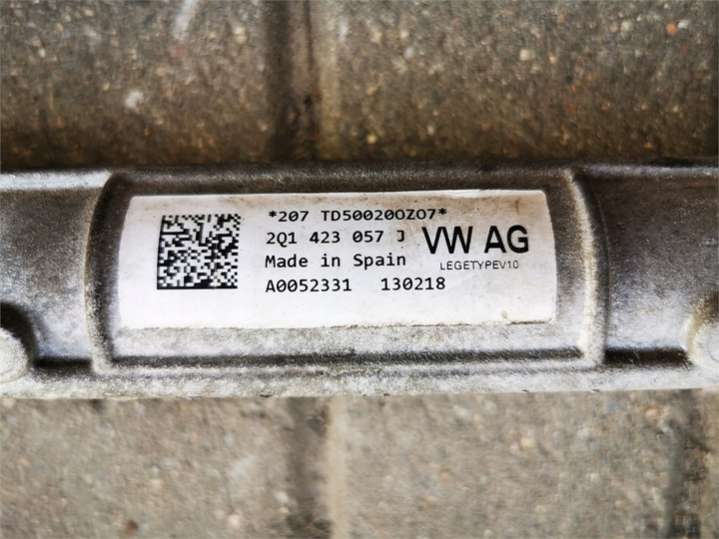 *207 TD500200Z07*
2Q1 423 057 J
VW AG
Made in Spain
LEGETYPEV10
A0052331 130218